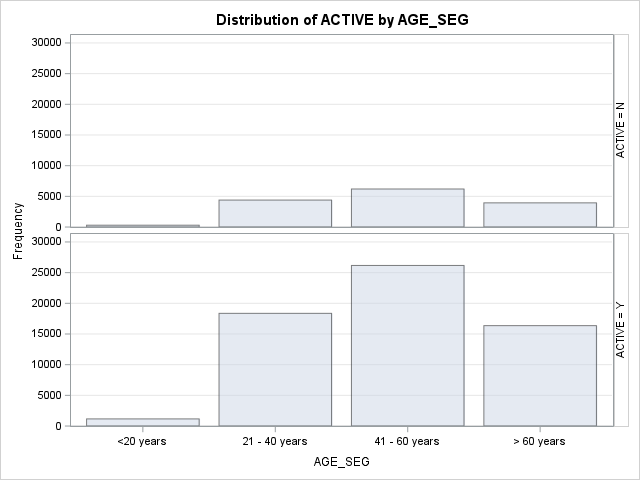 Distribution of ACTIVE by AGE_SEG
30000
25000
20000
15000
10000
5000
0
ACTIVE = N
Frequency
30000
25000
20000
15000
10000
5000
0
ACTIVE = Y
<20 years
21 - 40 years
41 - 60 years
> 60 years
AGE_SEG